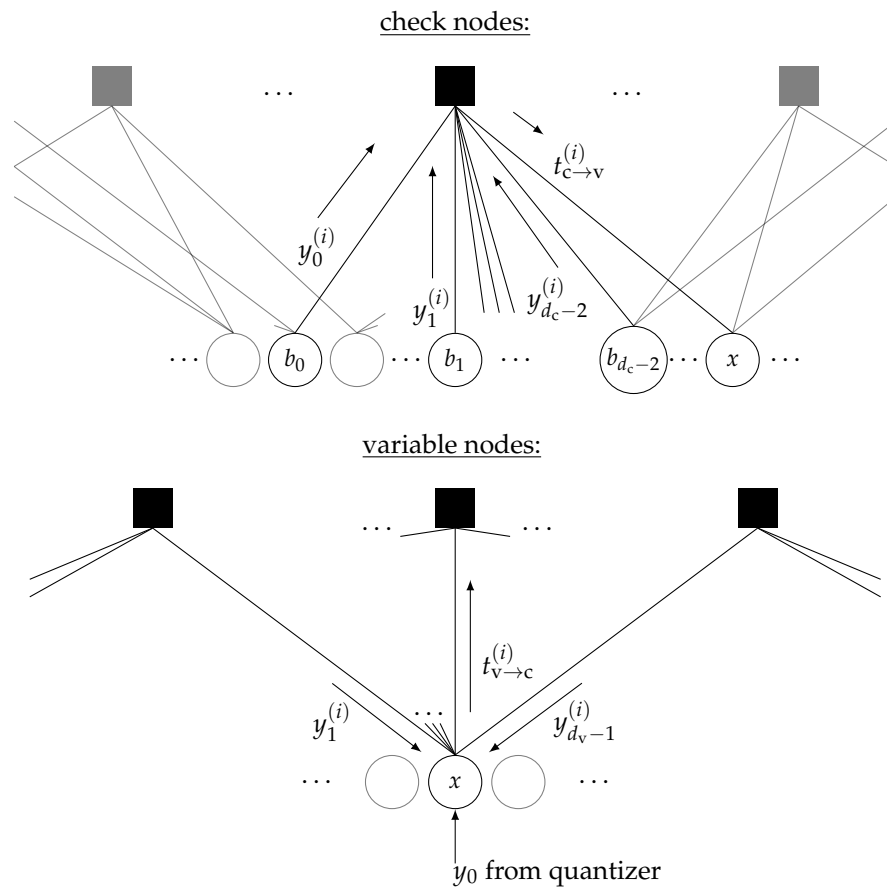 check nodes:
... ...
t_{c→v}^{(i)}
y_0^{(i)} y_1^{(i)} y_{d_c−2}^{(i)}
... b_0 ... b_1 ... b_{d_c−2} ... x ...
variable nodes:
... ...
t_{v→c}^{(i)}
y_1^{(i)} ... y_{d_v−1}^{(i)}
... x ...
y_0 from quantizer